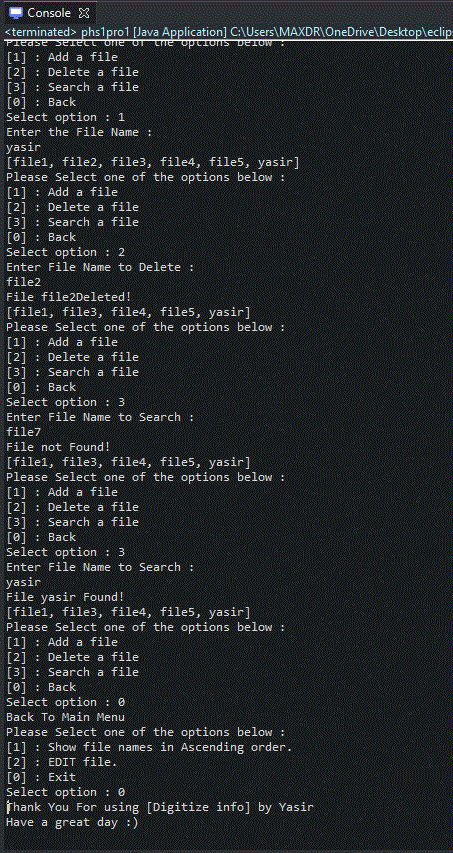 Console
<terminated> phs1pro1 [Java Application] C:\Users\MAXDR\OneDrive\Desktop\eclip
Please Select one of the options below :
[1] : Add a file
[2] : Delete a file
[3] : Search a file
[0] : Back
Select option : 1
Enter the File Name :
yasir
[file1, file2, file3, file4, file5, yasir]
Please Select one of the options below :
[1] : Add a file
[2] : Delete a file
[3] : Search a file
[0] : Back
Select option : 2
Enter File Name to Delete :
file2
File file2Deleted!
[file1, file3, file4, file5, yasir]
Please Select one of the options below :
[1] : Add a file
[2] : Delete a file
[3] : Search a file
[0] : Back
Select option : 3
Enter File Name to Search :
file7
File not Found!
[file1, file3, file4, file5, yasir]
Please Select one of the options below :
[1] : Add a file
[2] : Delete a file
[3] : Search a file
[0] : Back
Select option : 3
Enter File Name to Search :
yasir
File yasir Found!
[file1, file3, file4, file5, yasir]
Please Select one of the options below :
[1] : Add a file
[2] : Delete a file
[3] : Search a file
[0] : Back
Select option : 0
Back To Main Menu
Please Select one of the options below :
[1] : Show file names in Ascending order.
[2] : EDIT file.
[0] : Exit
Select option : 0
Thank You For using [Digitize info] by Yasir
Have a great day :)